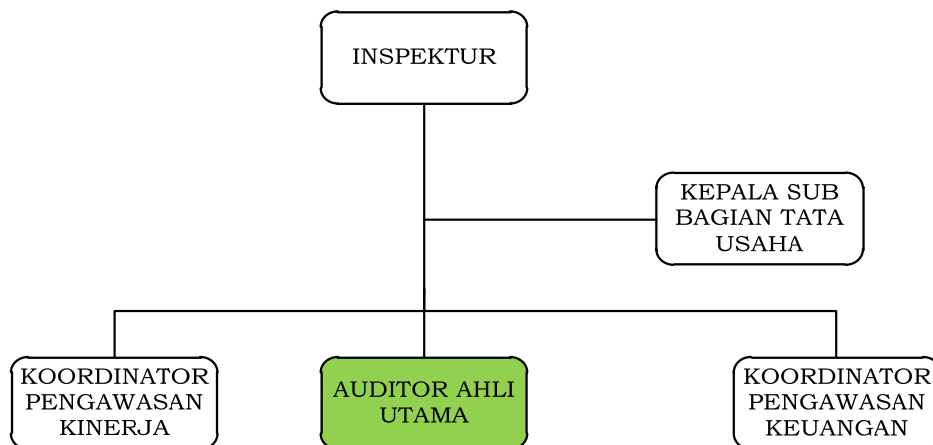 INSPEKTUR
KEPALA SUB
BAGIAN TATA
USAHA
KOORDINATOR
PENGAWASAN
KINERJA
AUDITOR AHLI
UTAMA
KOORDINATOR
PENGAWASAN
KEUANGAN